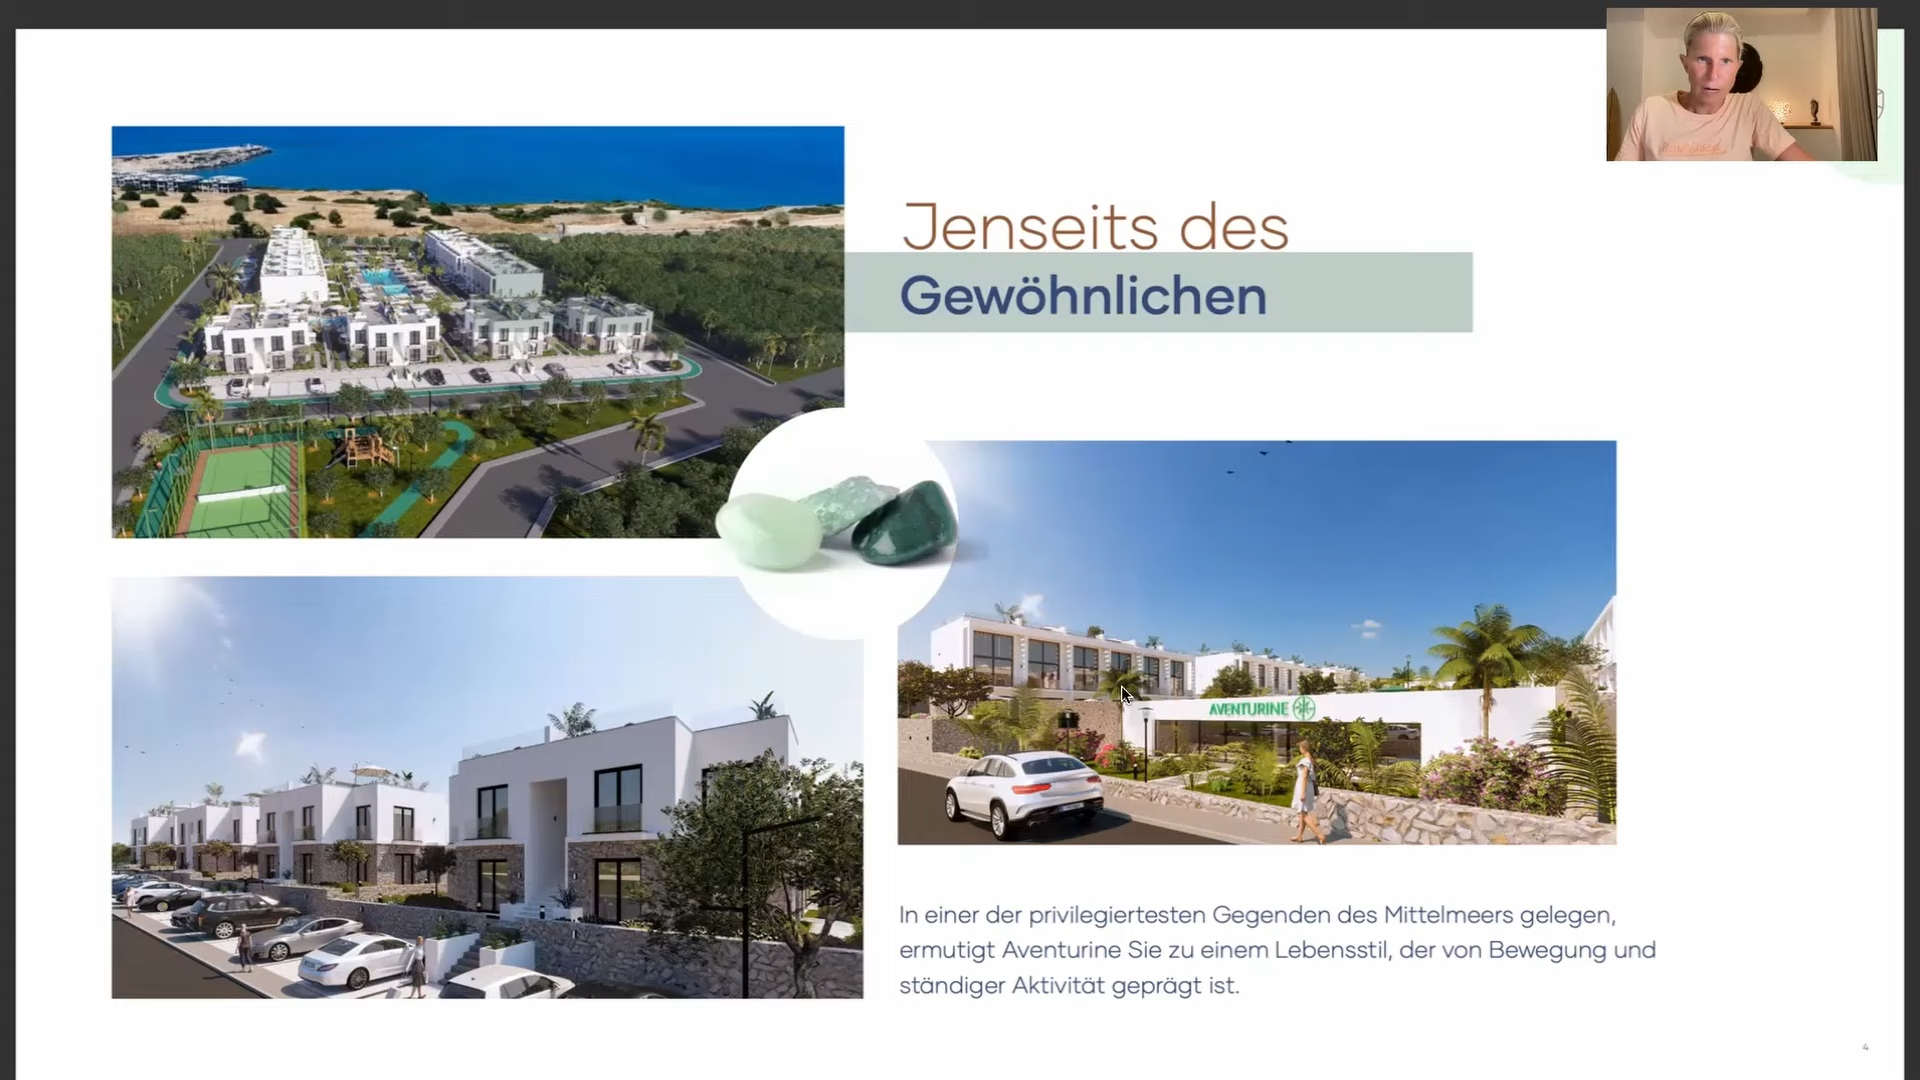 Jenseits des
Gewöhnlichen
AVENTURINE
In einer der privilegiertesten Gegenden des Mittelmeers gelegen,
ermutigt Aventurine Sie zu einem Lebensstil, der von Bewegung und
ständiger Aktivität geprägt ist.
4